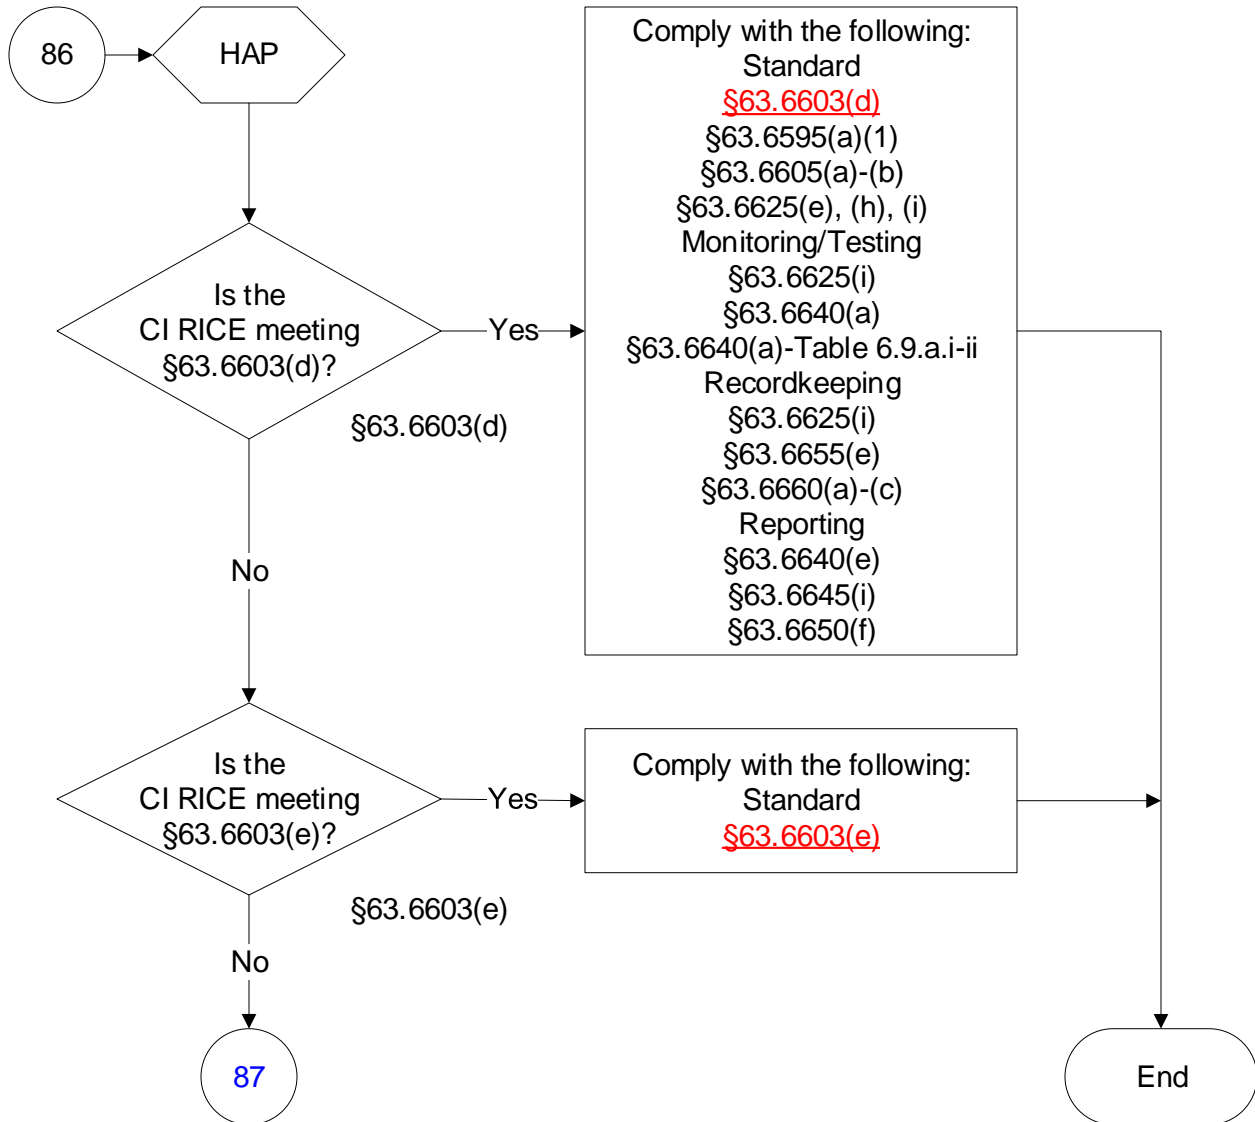 86
HAP
Comply with the following:
Standard
§63.6603(d)
§63.6595(a)(1)
§63.6605(a)-(b)
§63.6625(e), (h), (i)
Monitoring/Testing
§63.6625(i)
§63.6640(a)
§63.6640(a)-Table 6.9.a.i-ii
Recordkeeping
§63.6625(i)
§63.6655(e)
§63.6660(a)-(c)
Reporting
§63.6640(e)
§63.6645(i)
§63.6650(f)
Is the
CI RICE meeting
§63.6603(d)?
Yes
§63.6603(d)
No
Is the
CI RICE meeting
§63.6603(e)?
Yes
Comply with the following:
Standard
§63.6603(e)
§63.6603(e)
No
87
End